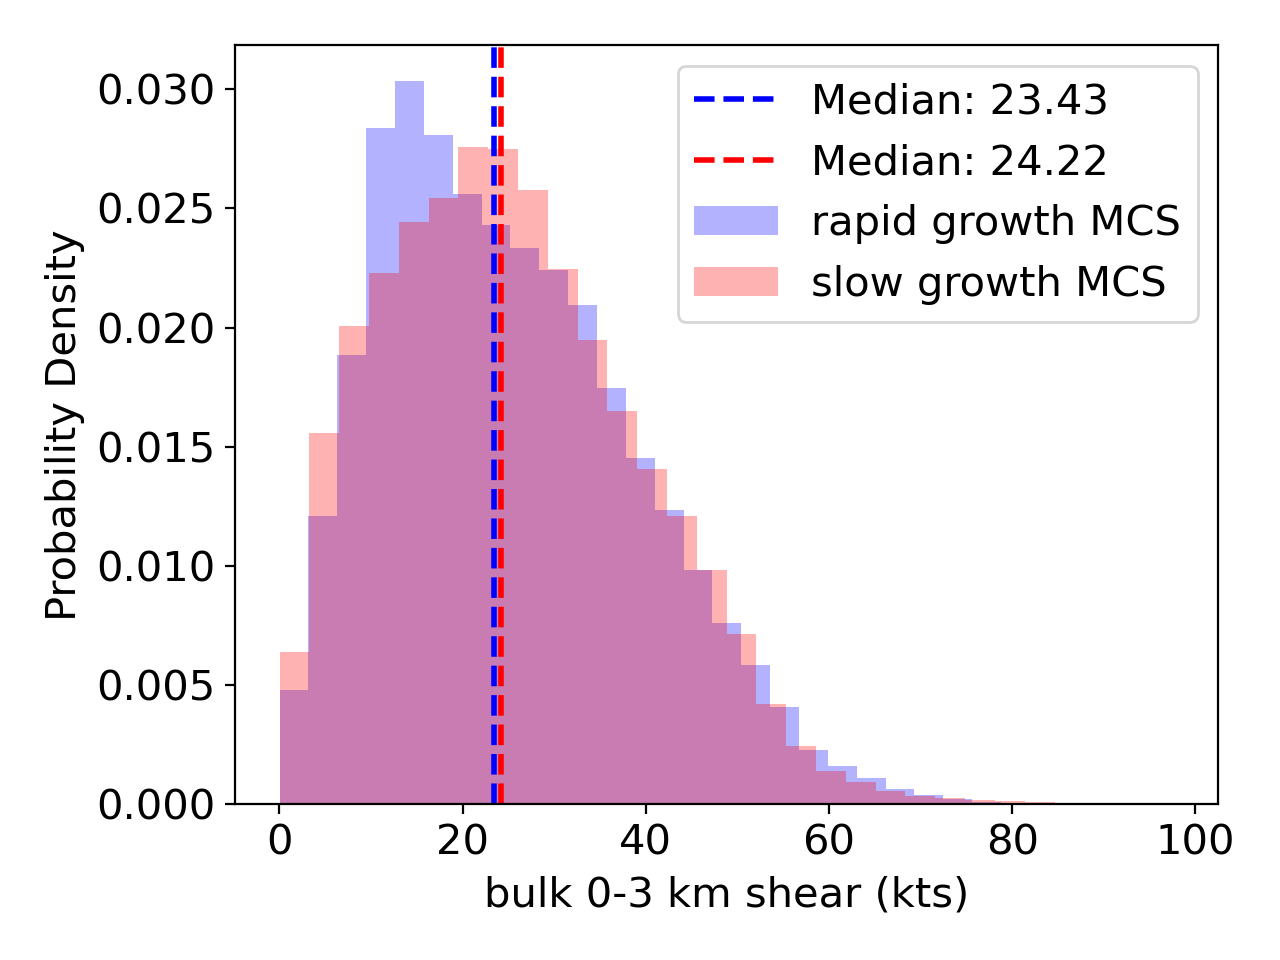 0.030
0.025
0.020
0.015
0.010
0.005
0.000
Probability Density
Median: 23.43
Median: 24.22
rapid growth MCS
slow growth MCS
0 20 40 60 80 100
bulk 0-3 km shear (kts)